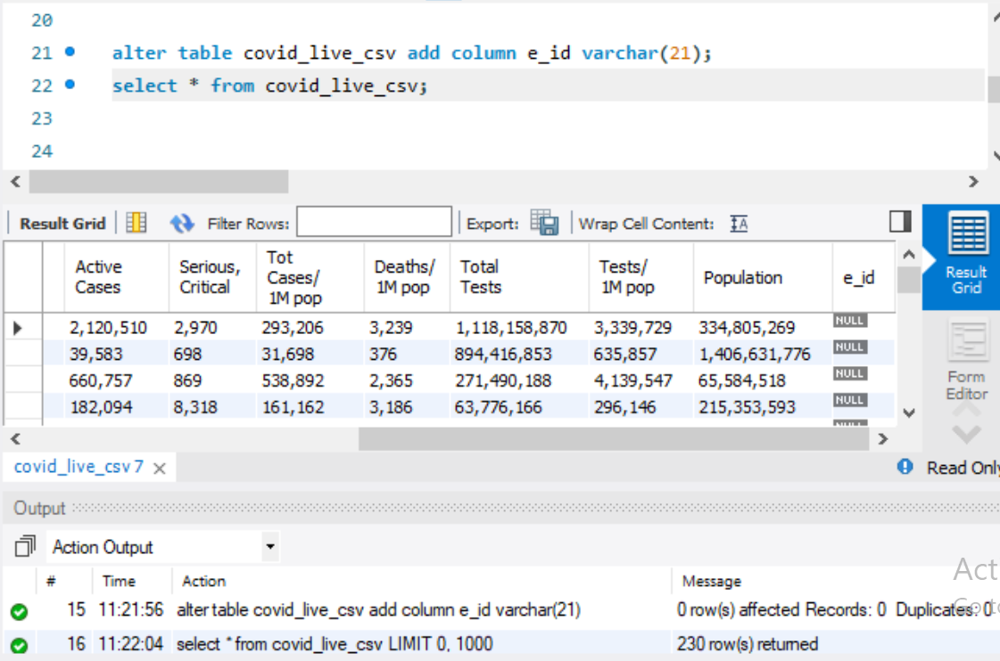 20
21 alter table covid_live_csv add column e_id varchar(21);
22 select * from covid_live_csv;
23
24
Result Grid Filter Rows: Export: Wrap Cell Content:
Active Cases Serious, Critical Tot Cases/ 1M pop Deaths/ 1M pop Total Tests Tests/ 1M pop Population e_id
2,120,510 2,970 293,206 3,239 1,118,158,870 3,339,729 334,805,269 NULL
39,583 698 31,698 376 894,416,853 635,857 1,406,631,776 NULL
660,757 869 538,892 2,365 271,490,188 4,139,547 65,584,518 NULL
182,094 8,318 161,162 3,186 63,776,166 296,146 215,353,593 NULL
NULL
Result Grid
Form Editor
covid_live_csv 7 Read Only
Output
Action Output
# Time Action Message
15 11:21:56 alter table covid_live_csv add column e_id varchar(21) 0 row(s) affected Records: 0 Duplicates: 0
16 11:22:04 select * from covid_live_csv LIMIT 0, 1000 230 row(s) returned
Act